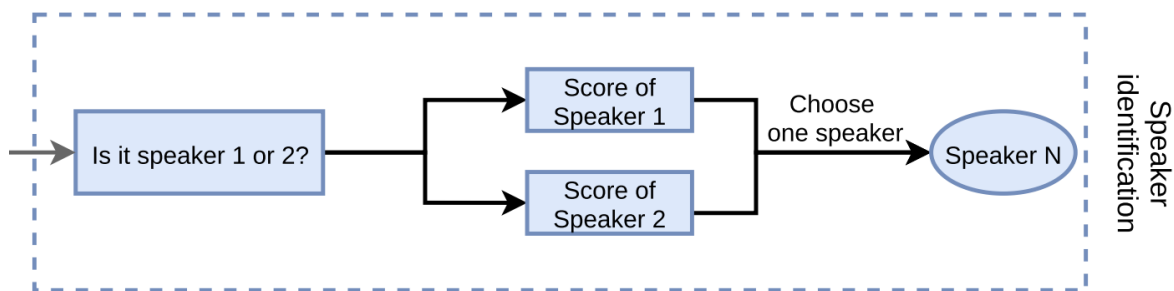 Is it speaker 1 or 2?
Score of
Speaker 1
Score of
Speaker 2
Choose
one speaker
Speaker N
Speaker
identification